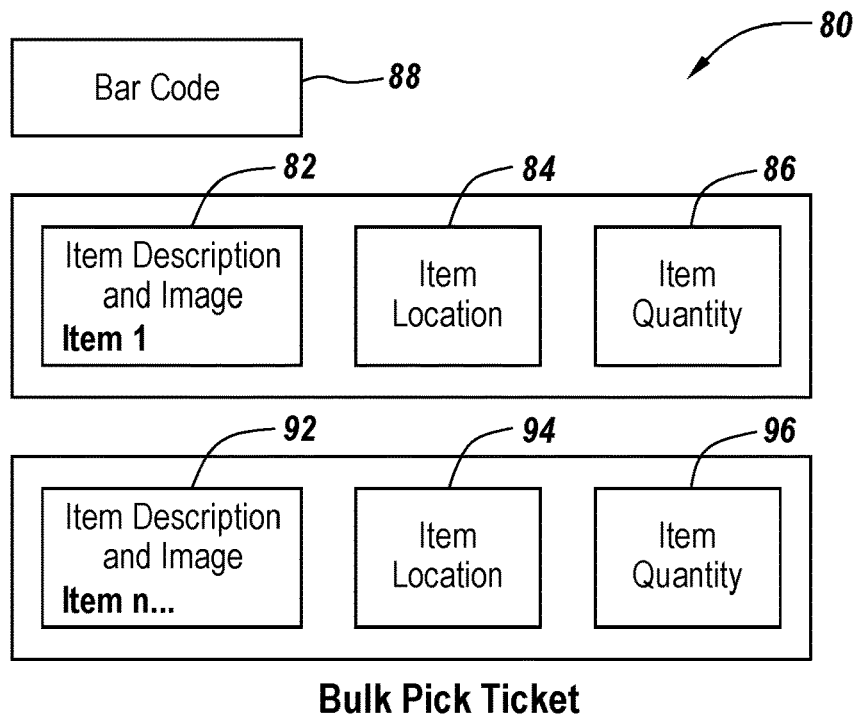 80
Bar Code
88
82
84
86
Item Description
and Image
Item 1
Item
Location
Item
Quantity
92
94
96
Item Description
and Image
Item n...
Item
Location
Item
Quantity
Bulk Pick Ticket